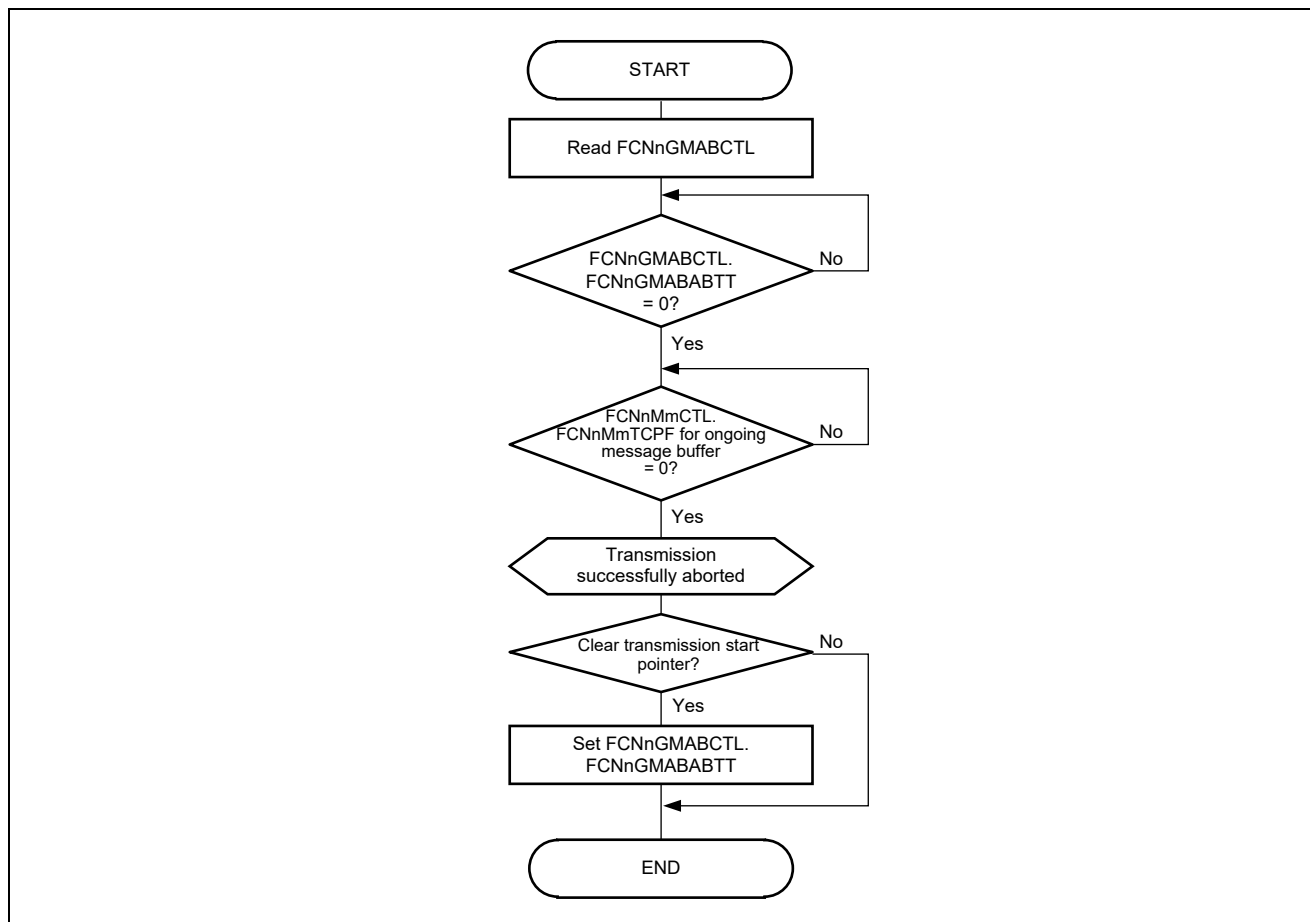 START
Read FCNnGMABCTL
FCNnGMABCTL.
FCNnGMABABTT
= 0?
No
Yes
FCNnMmCTL.
FCNnMmTCPF for ongoing
message buffer
= 0?
No
Yes
Transmission
successfully aborted
Clear transmission start
pointer?
No
Yes
Set FCNnGMABCTL.
FCNnGMABABTT
END